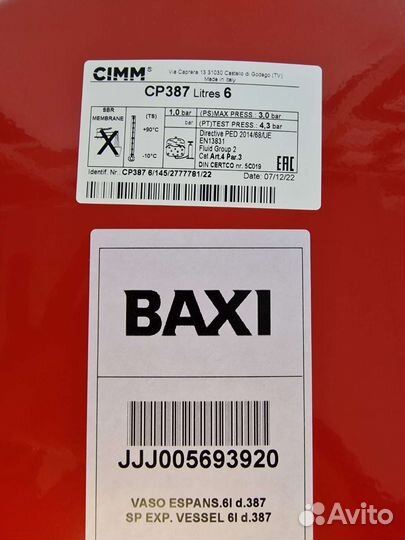 CIMM®
Via Caprera 13 31030 Castello di Godego (TV)
Made in Italy
CP387 Litres 6
SBR
MEMBRANE
(TS)
+90°C
-10°C
1,0 bar
bar
(PS)MAX PRESS: 3,0 bar
(PT)TEST PRESS: 4,3 bar
Directive PED 2014/68/UE
EN13831
Fluid Group 2
Cat Art.4 Par.3
DIN CERTCO nr. 5C019
EAC
Identif. Nr.: CP387 6/145/2777781/22
Date: 07/12/22
BAXI
JJJ005693920
VASO ESPANS.6l d.387
SP EXP. VESSEL 6l d.387
Avito